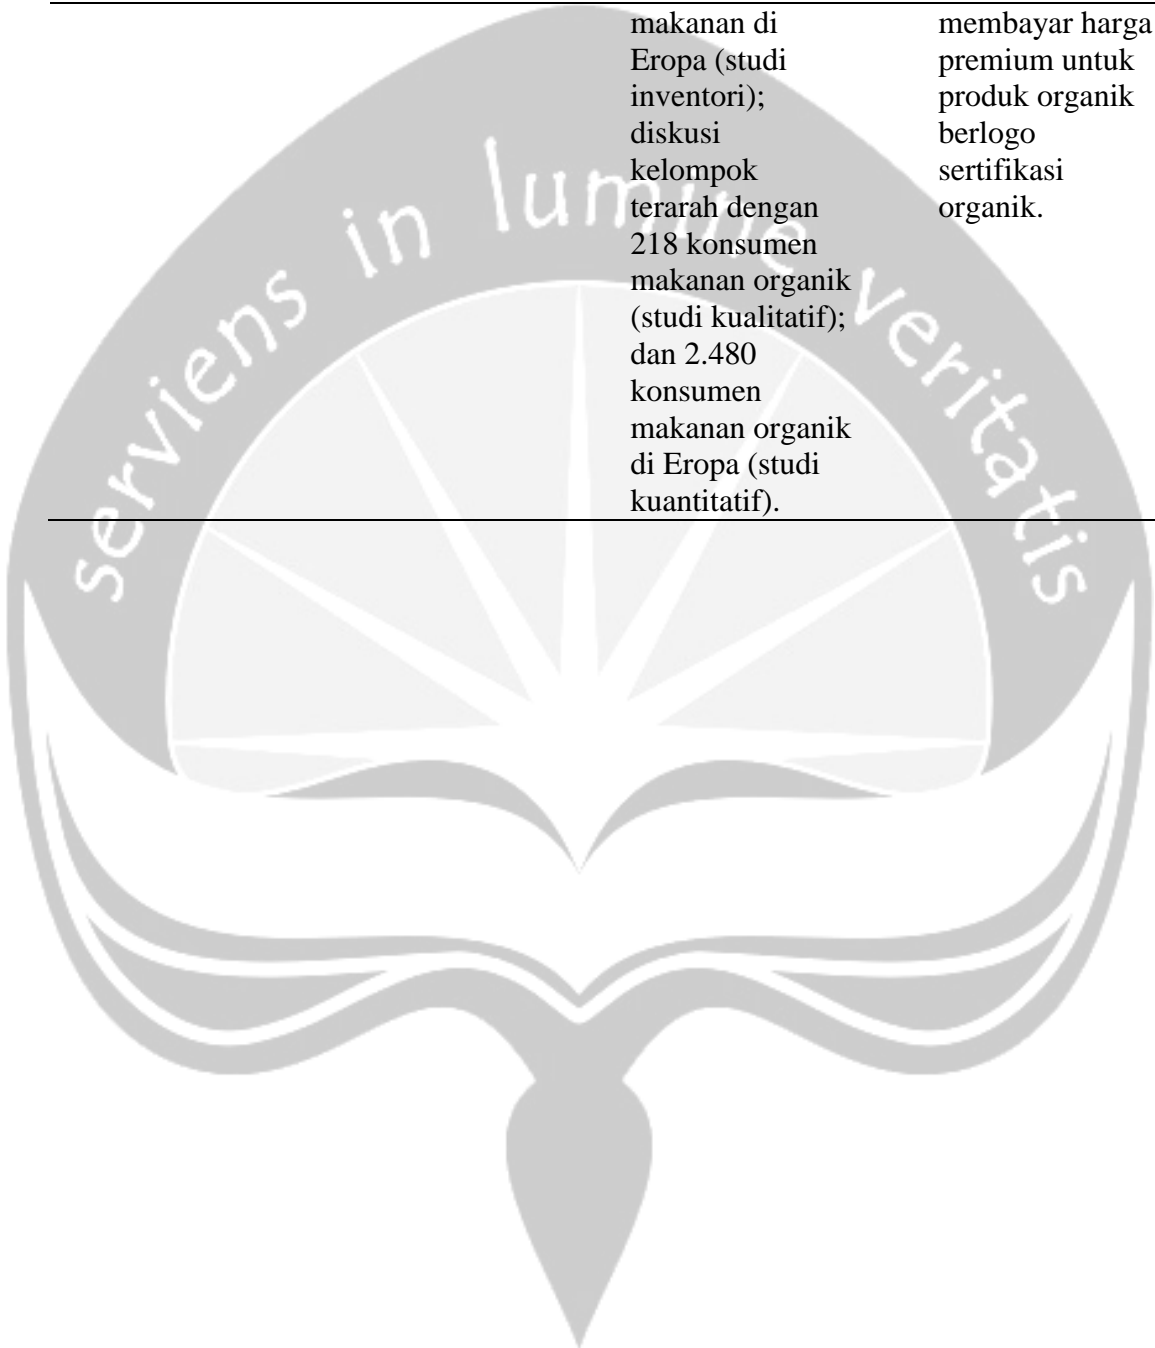 makanan di
Eropa (studi
inventori);
diskusi
kelompok
terarah dengan
218 konsumen
makanan organik
(studi kualitatif);
dan 2.480
konsumen
makanan organik
di Eropa (studi
kuantitatif).
membayar harga
premium untuk
produk organik
berlogo
sertifikasi
organik.
serviens in lumine veritatis